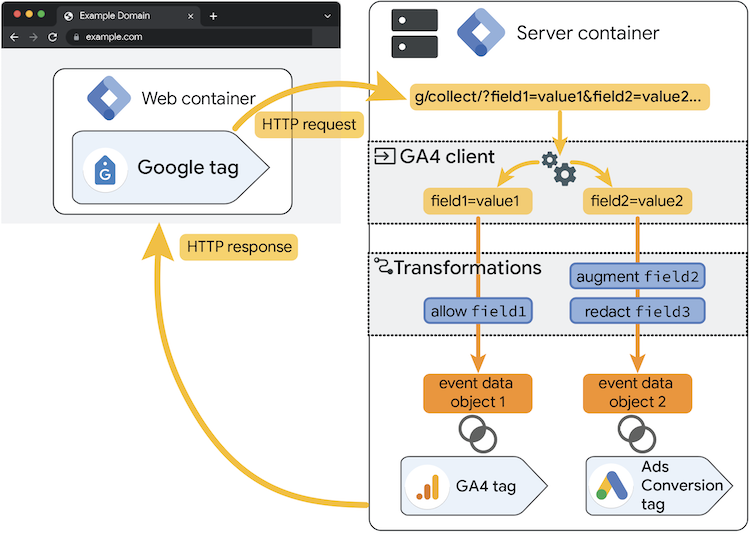 Example Domain
example.com
Web container
Google tag
G
HTTP request
HTTP response
Server container
g/collect/?field1=value1&field2=value2...
GA4 client
field1=value1
field2=value2
Transformations
augment field2
allow field1
redact field3
event data
object 1
event data
object 2
GA4 tag
Ads
Conversion
tag